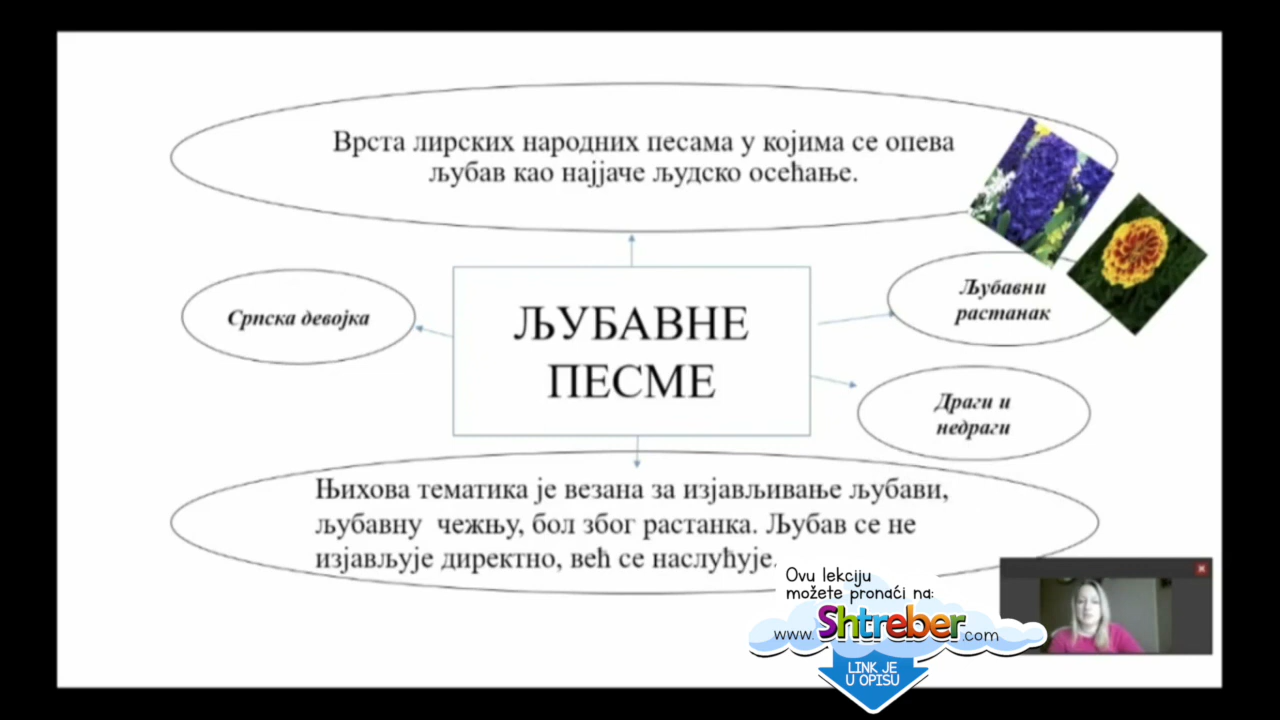 Врста лирских народних песама у којима се опева
љубав као најјаче људско осећање.
Српска девојка
ЉУБАВНЕ
ПЕСМЕ
Љубавни
растанак
Драги и
недраги
Њихова тематика је везана за изјављивање љубави,
љубавну чежњу, бол због растанка. Љубав се не
изјављује директно, већ се наслућује.
Ovu lekciju
možete pronaći na:
www.Shtreber.com
LINK JE
U OPISU